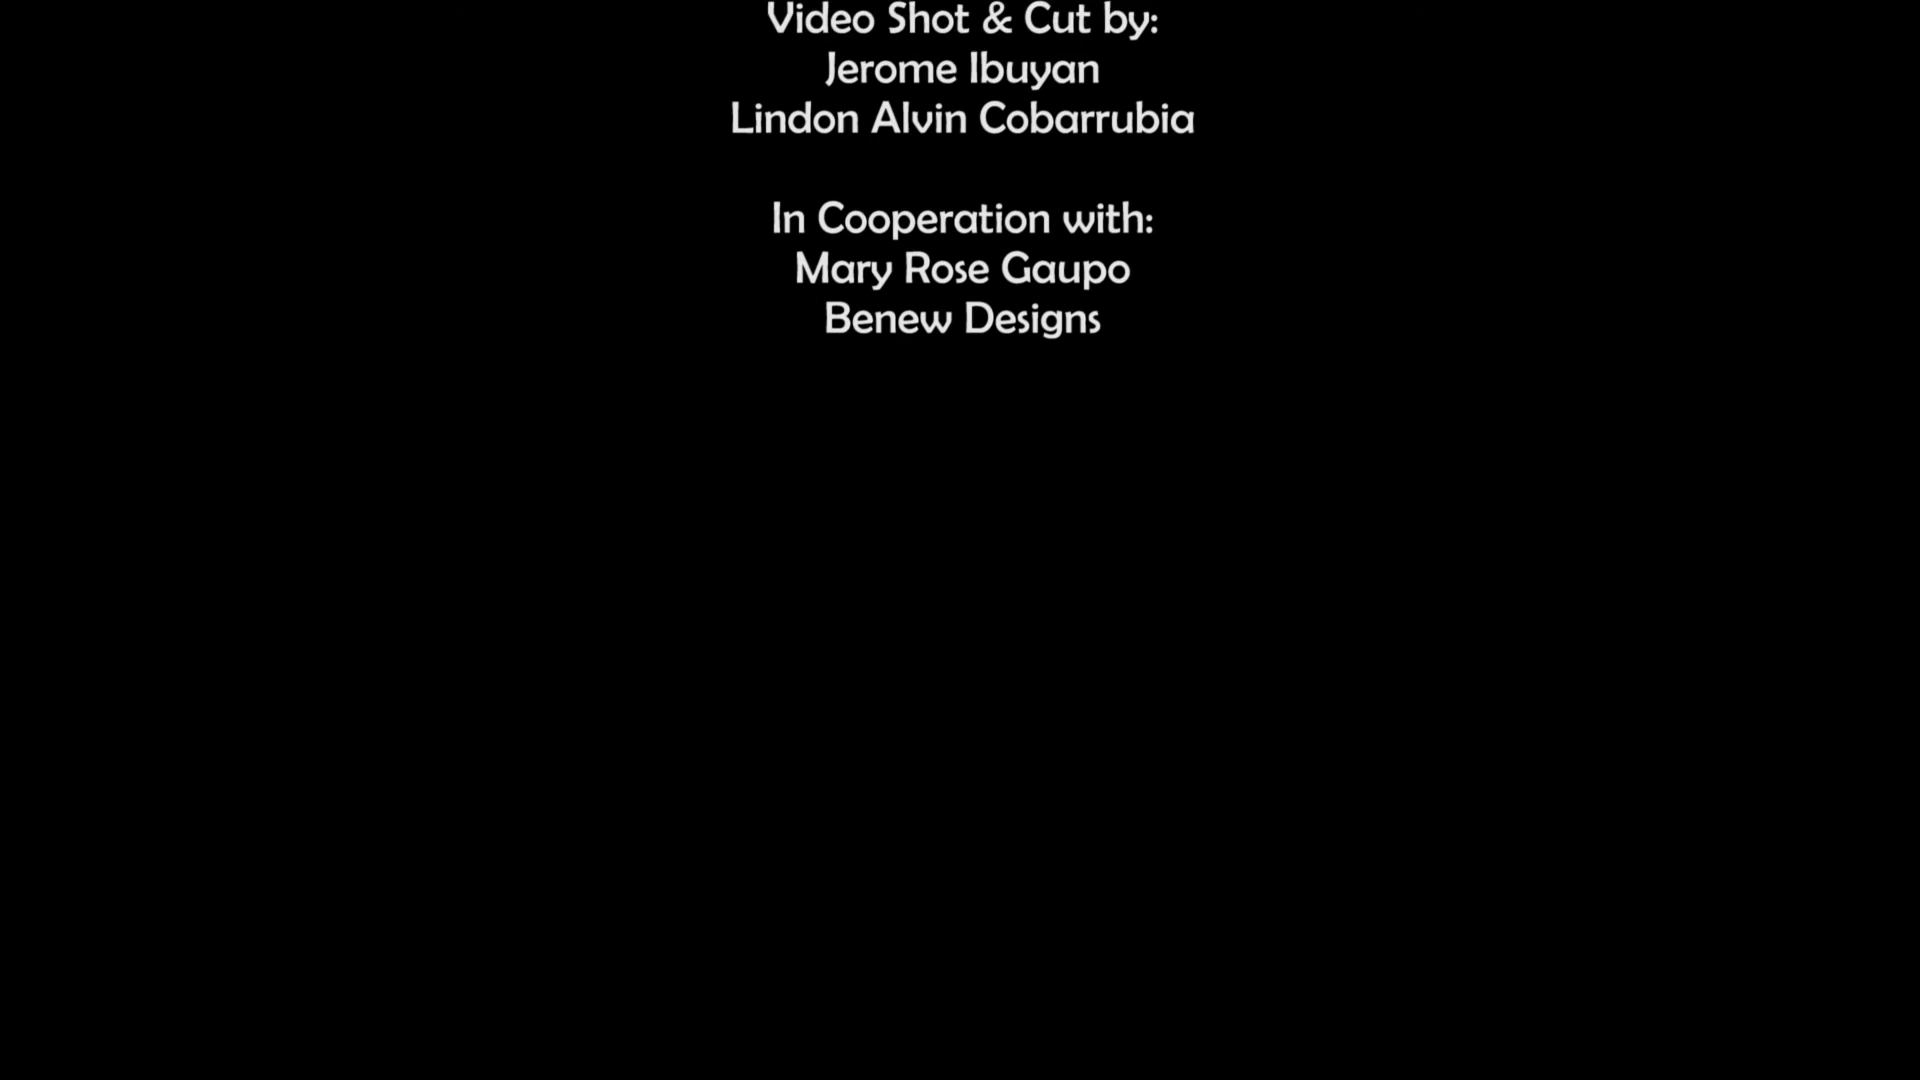 Video Shot & Cut by:
Jerome Ibuyan
Lindon Alvin Cobarrubia
In Cooperation with:
Mary Rose Gaupo
Benew Designs